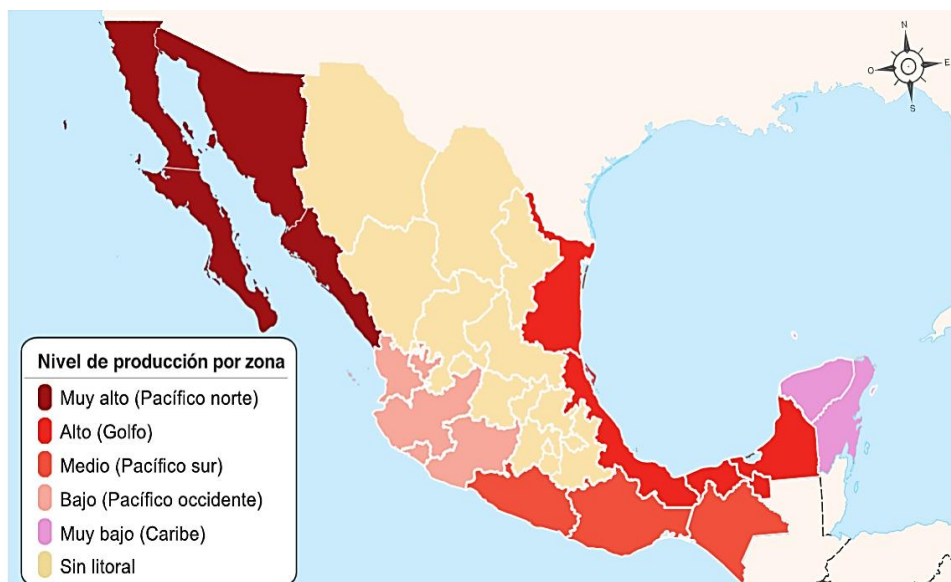 N
O
E
S
Nivel de producción por zona
Muy alto (Pacífico norte)
Alto (Golfo)
Medio (Pacífico sur)
Bajo (Pacífico occidente)
Muy bajo (Caribe)
Sin litoral